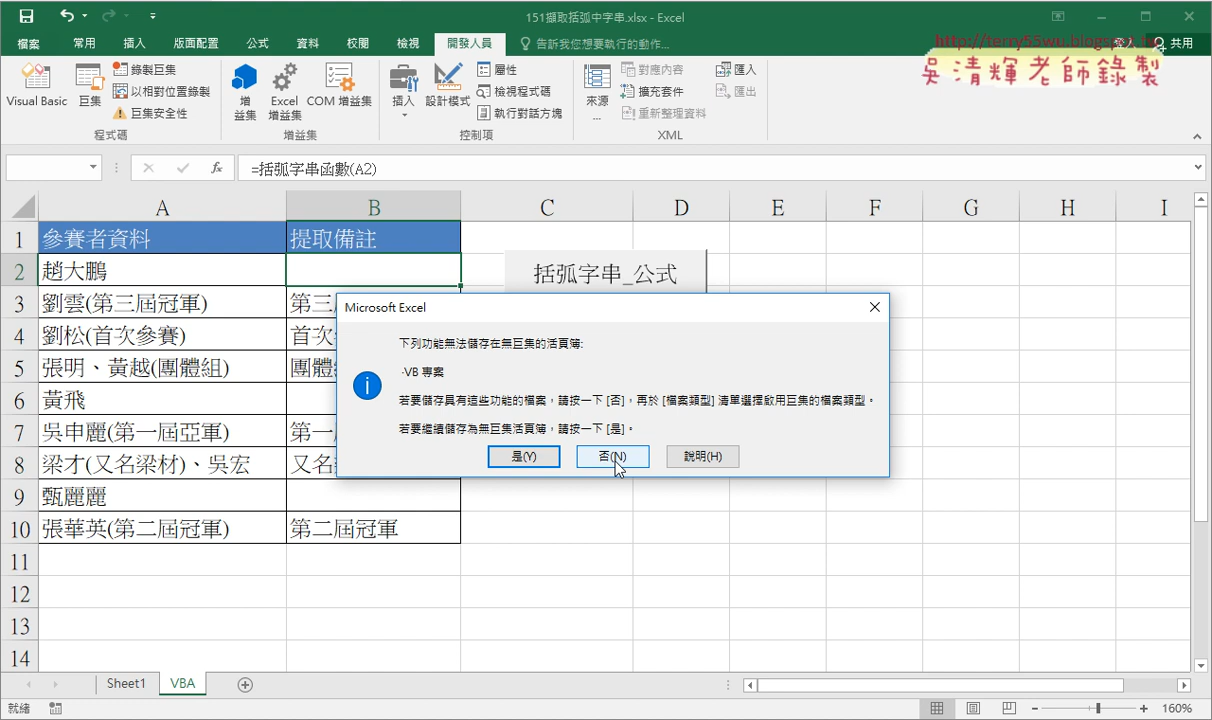 151擷取括弧中字串.xlsx - Excel
檔案 常用 插入 版面配置 公式 資料 校閱 檢視 開發人員 告訴我您想要執行的動作... 登入 共用
http://terry55wu.blogspot.tw
吳清輝老師錄製
Visual Basic 巨集 錄製巨集 以相對位置錄製 巨集安全性
程式碼
增益集 Excel 增益集 COM 增益集
增益集
插入 設計模式 屬性 檢視程式碼 執行對話方塊
控制項
來源... 對應內容 擴充套件 重新整理資料 匯入 匯出
XML
fx =括弧字串函數(A2)
A B C D E F G H I
1 參賽者資料 提取備註
2 趙大鵬 括弧字串_公式
3 劉雲(第三屆冠軍) 第三
4 劉松(首次參賽) 首次
5 張明、黃越(團體組) 團體
6 黃飛
7 吳申麗(第一屆亞軍) 第一
8 梁才(又名梁材)、吳宏 又名
9 甄麗麗
10 張華英(第二屆冠軍) 第二屆冠軍
11
12
13
14
Microsoft Excel
下列功能無法儲存在無巨集的活頁簿:
·VB 專案
若要儲存具有這些功能的檔案，請按一下 [否]，再於 [檔案類型] 清單選擇啟用巨集的檔案類型。
若要繼續儲存為無巨集活頁簿，請按一下 [是]。
是(Y) 否(N) 說明(H)
Sheet1 VBA
就緒 160%